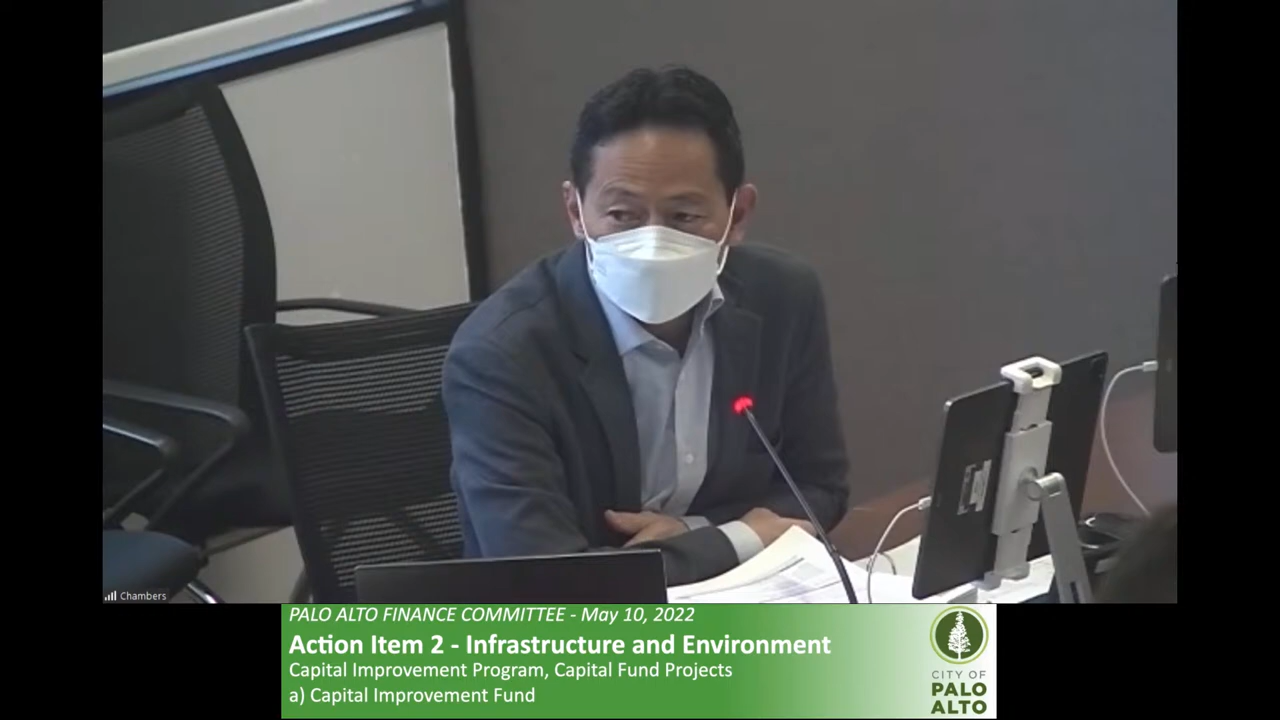 Chambers
PALO ALTO FINANCE COMMITTEE - May 10, 2022
Action Item 2 - Infrastructure and Environment
Capital Improvement Program, Capital Fund Projects
a) Capital Improvement Fund
CITY OF
PALO
ALTO